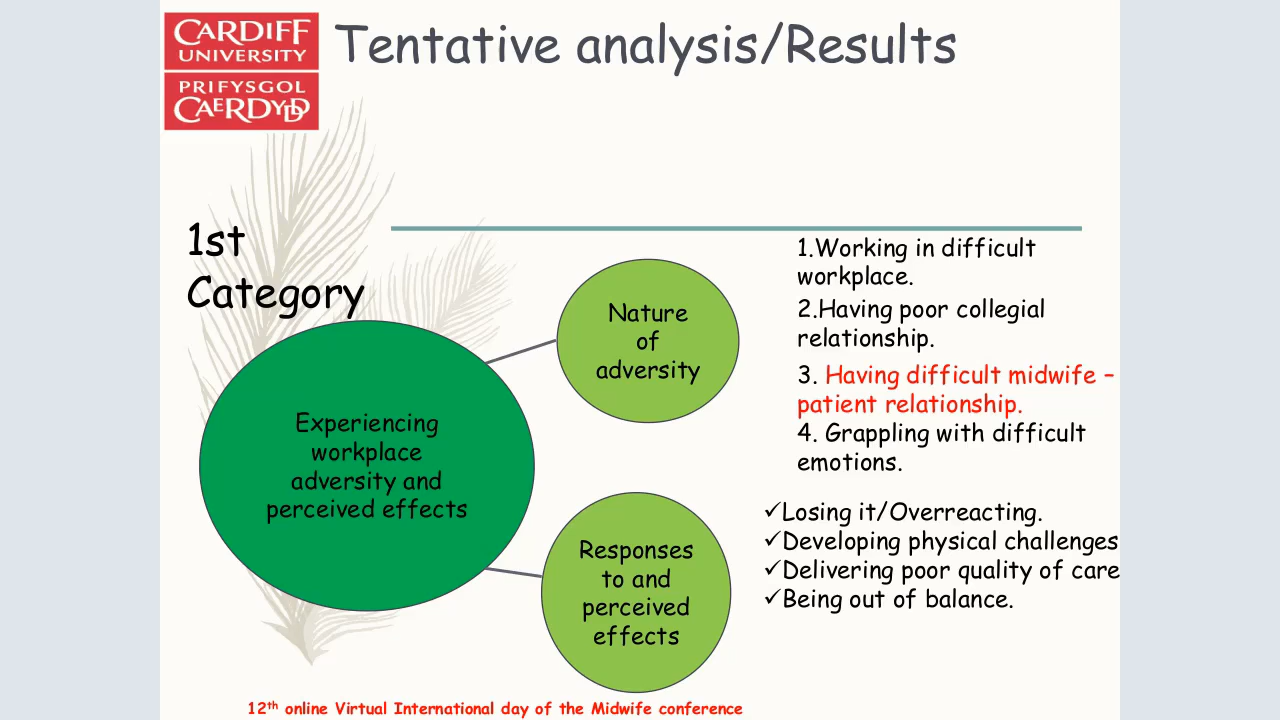 CARDIFF
UNIVERSITY
PRIFYSGOL
CAERDYDD
Tentative analysis/Results
1st
Category
Experiencing
workplace
adversity and
perceived effects
Nature
of
adversity
1.Working in difficult
workplace.
2.Having poor collegial
relationship.
3. Having difficult midwife –
patient relationship.
4. Grappling with difficult
emotions.
Responses
to and
perceived
effects
✓Losing it/Overreacting.
✓Developing physical challenges
✓Delivering poor quality of care
✓Being out of balance.
12th online Virtual International day of the Midwife conference